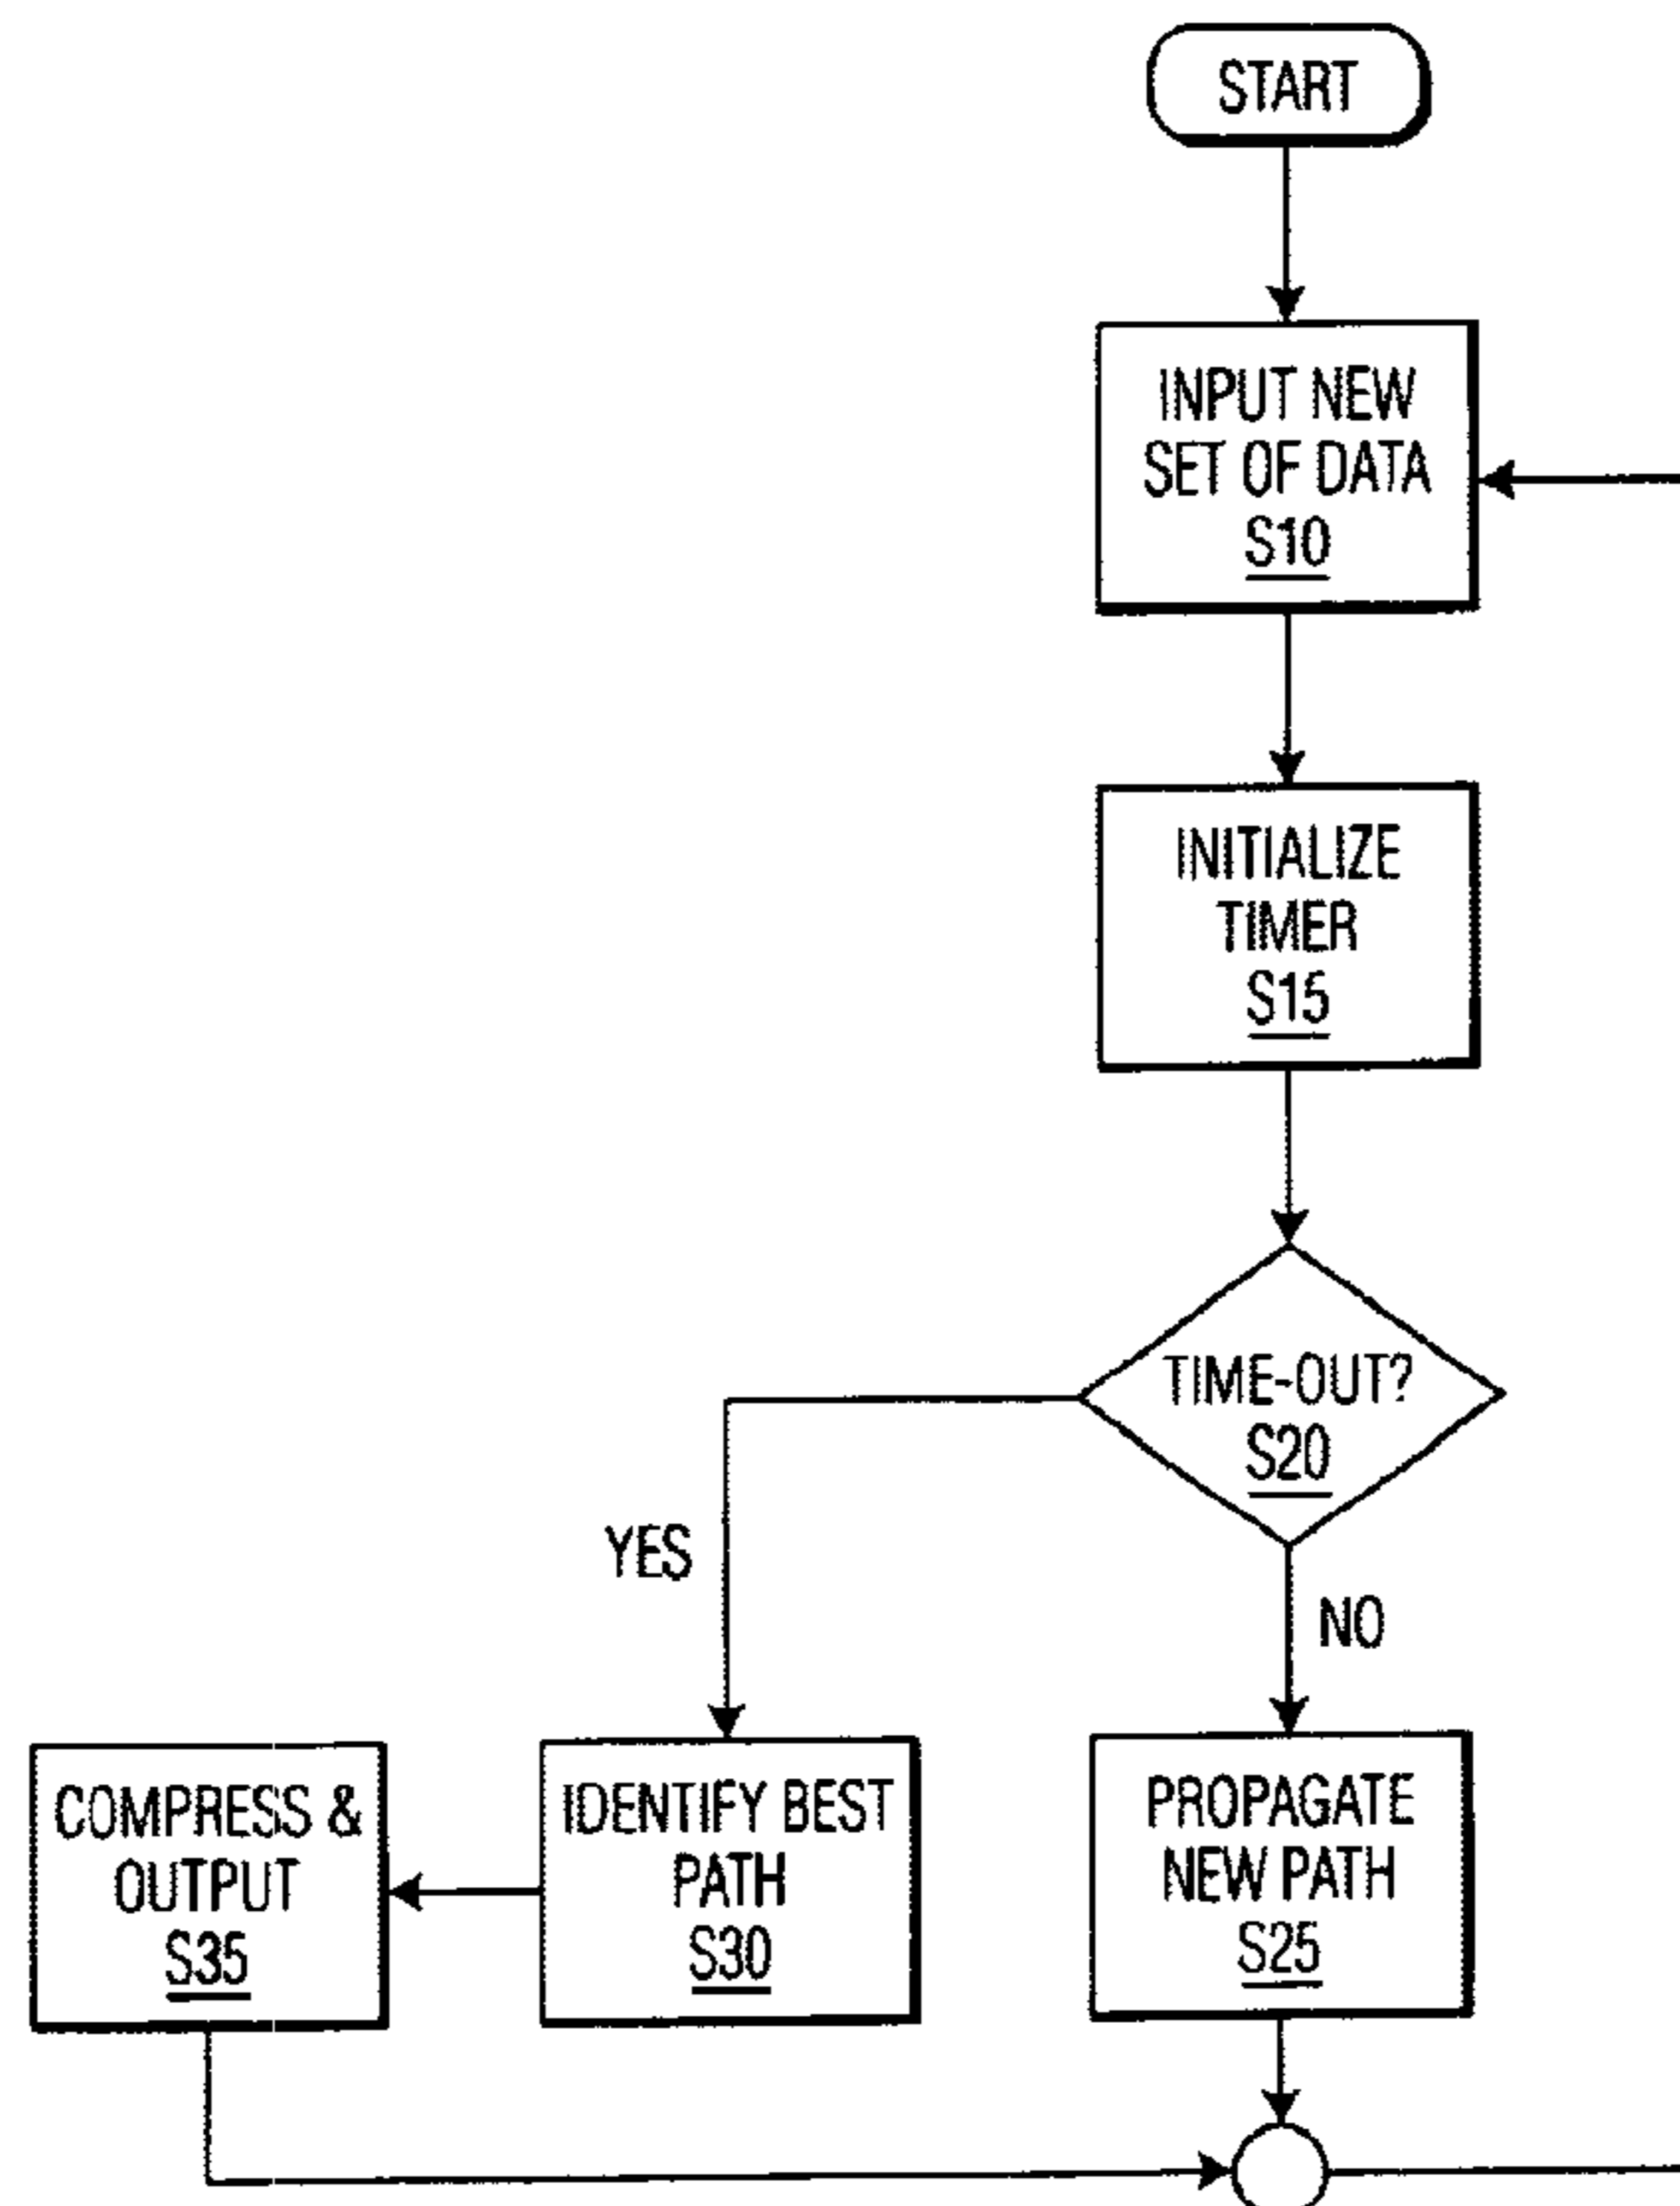 START
INPUT NEW
SET OF DATA
S10
INITIALIZE
TIMER
S15
TIME-OUT?
S20
YES
NO
COMPRESS &
OUTPUT
S35
IDENTIFY BEST
PATH
S30
PROPAGATE
NEW PATH
S25